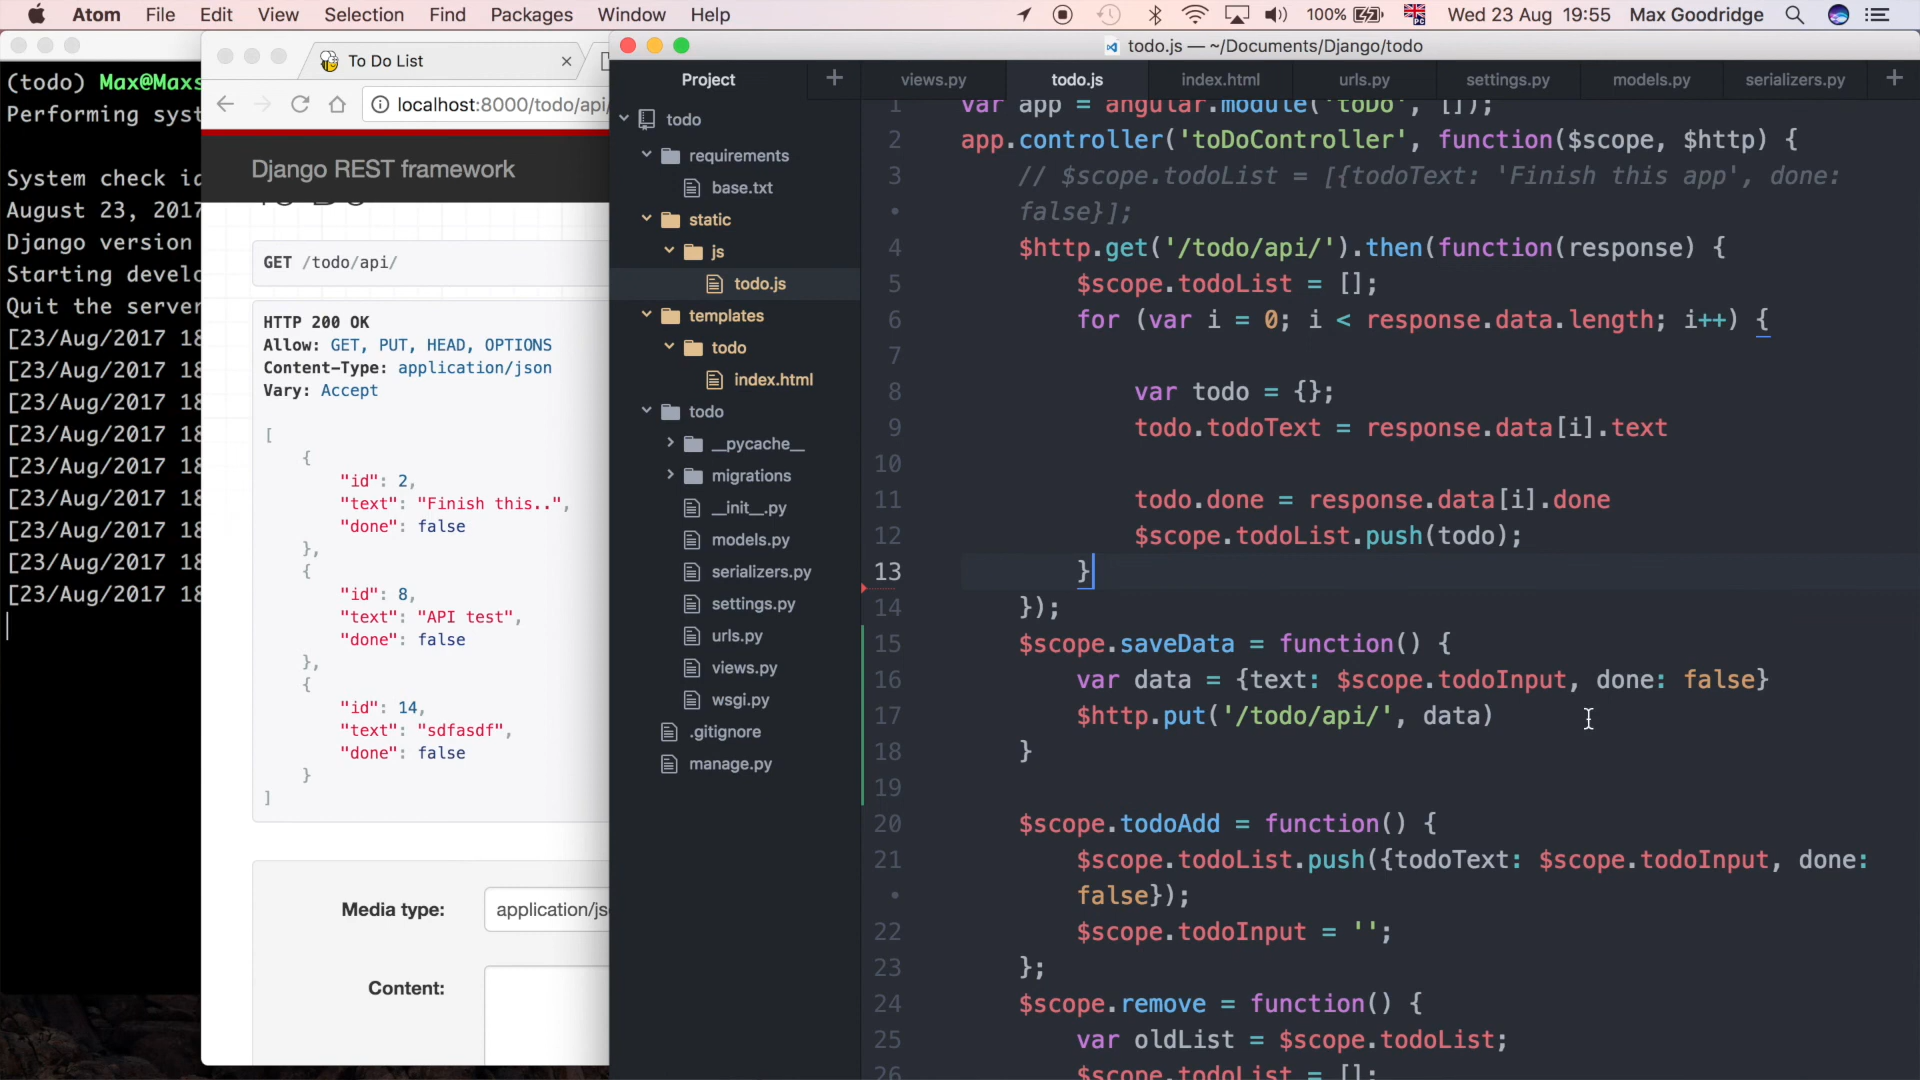 Atom File Edit View Selection Find Packages Window Help 100% Wed 23 Aug 19:55 Max Goodridge
(todo) Max@Maxs
Performing syst
System check id
August 23, 2017
Django version
Starting develo
Quit the server
[23/Aug/2017 18
[23/Aug/2017 18
[23/Aug/2017 18
[23/Aug/2017 18
[23/Aug/2017 18
[23/Aug/2017 18
[23/Aug/2017 18
[23/Aug/2017 18
[23/Aug/2017 18
To Do List
localhost:8000/todo/api/
Django REST framework
GET /todo/api/
HTTP 200 OK
Allow: GET, PUT, HEAD, OPTIONS
Content-Type: application/json
Vary: Accept
[
{
"id": 2,
"text": "Finish this..",
"done": false
},
{
"id": 8,
"text": "API test",
"done": false
},
{
"id": 14,
"text": "sdfasdf",
"done": false
}
]
Media type: application/js
Content:
todo.js — ~/Documents/Django/todo
Project
todo
requirements
base.txt
static
js
todo.js
templates
todo
index.html
todo
__pycache__
migrations
__init__.py
models.py
serializers.py
settings.py
urls.py
views.py
wsgi.py
.gitignore
manage.py
views.py todo.js index.html urls.py settings.py models.py serializers.py
1 var app = angular.module('toDo', []);
2 app.controller('toDoController', function($scope, $http) {
3 // $scope.todoList = [{todoText: 'Finish this app', done:
• false}];
4 $http.get('/todo/api/').then(function(response) {
5 $scope.todoList = [];
6 for (var i = 0; i < response.data.length; i++) {
7
8 var todo = {};
9 todo.todoText = response.data[i].text
10
11 todo.done = response.data[i].done
12 $scope.todoList.push(todo);
13 }
14 });
15 $scope.saveData = function() {
16 var data = {text: $scope.todoInput, done: false}
17 $http.put('/todo/api/', data)
18 }
19
20 $scope.todoAdd = function() {
21 $scope.todoList.push({todoText: $scope.todoInput, done:
• false});
22 $scope.todoInput = '';
23 };
24 $scope.remove = function() {
25 var oldList = $scope.todoList;
26 $scope.todoList = [];